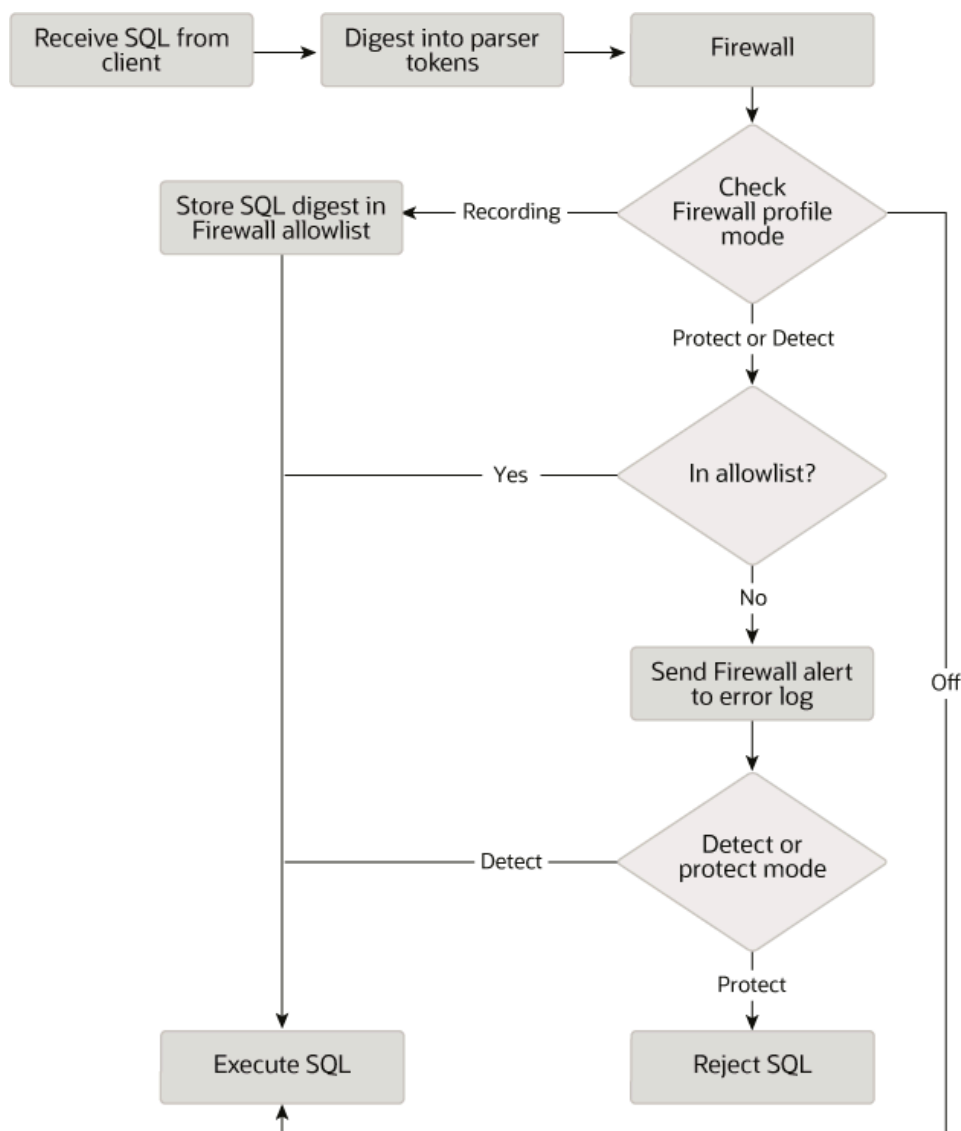 Receive SQL from
client
Digest into parser
tokens
Firewall
Check
Firewall profile
mode
Recording
Store SQL digest in
Firewall allowlist
Protect or Detect
In allowlist?
Yes
No
Send Firewall alert
to error log
Off
Detect or
protect mode
Detect
Protect
Execute SQL
Reject SQL